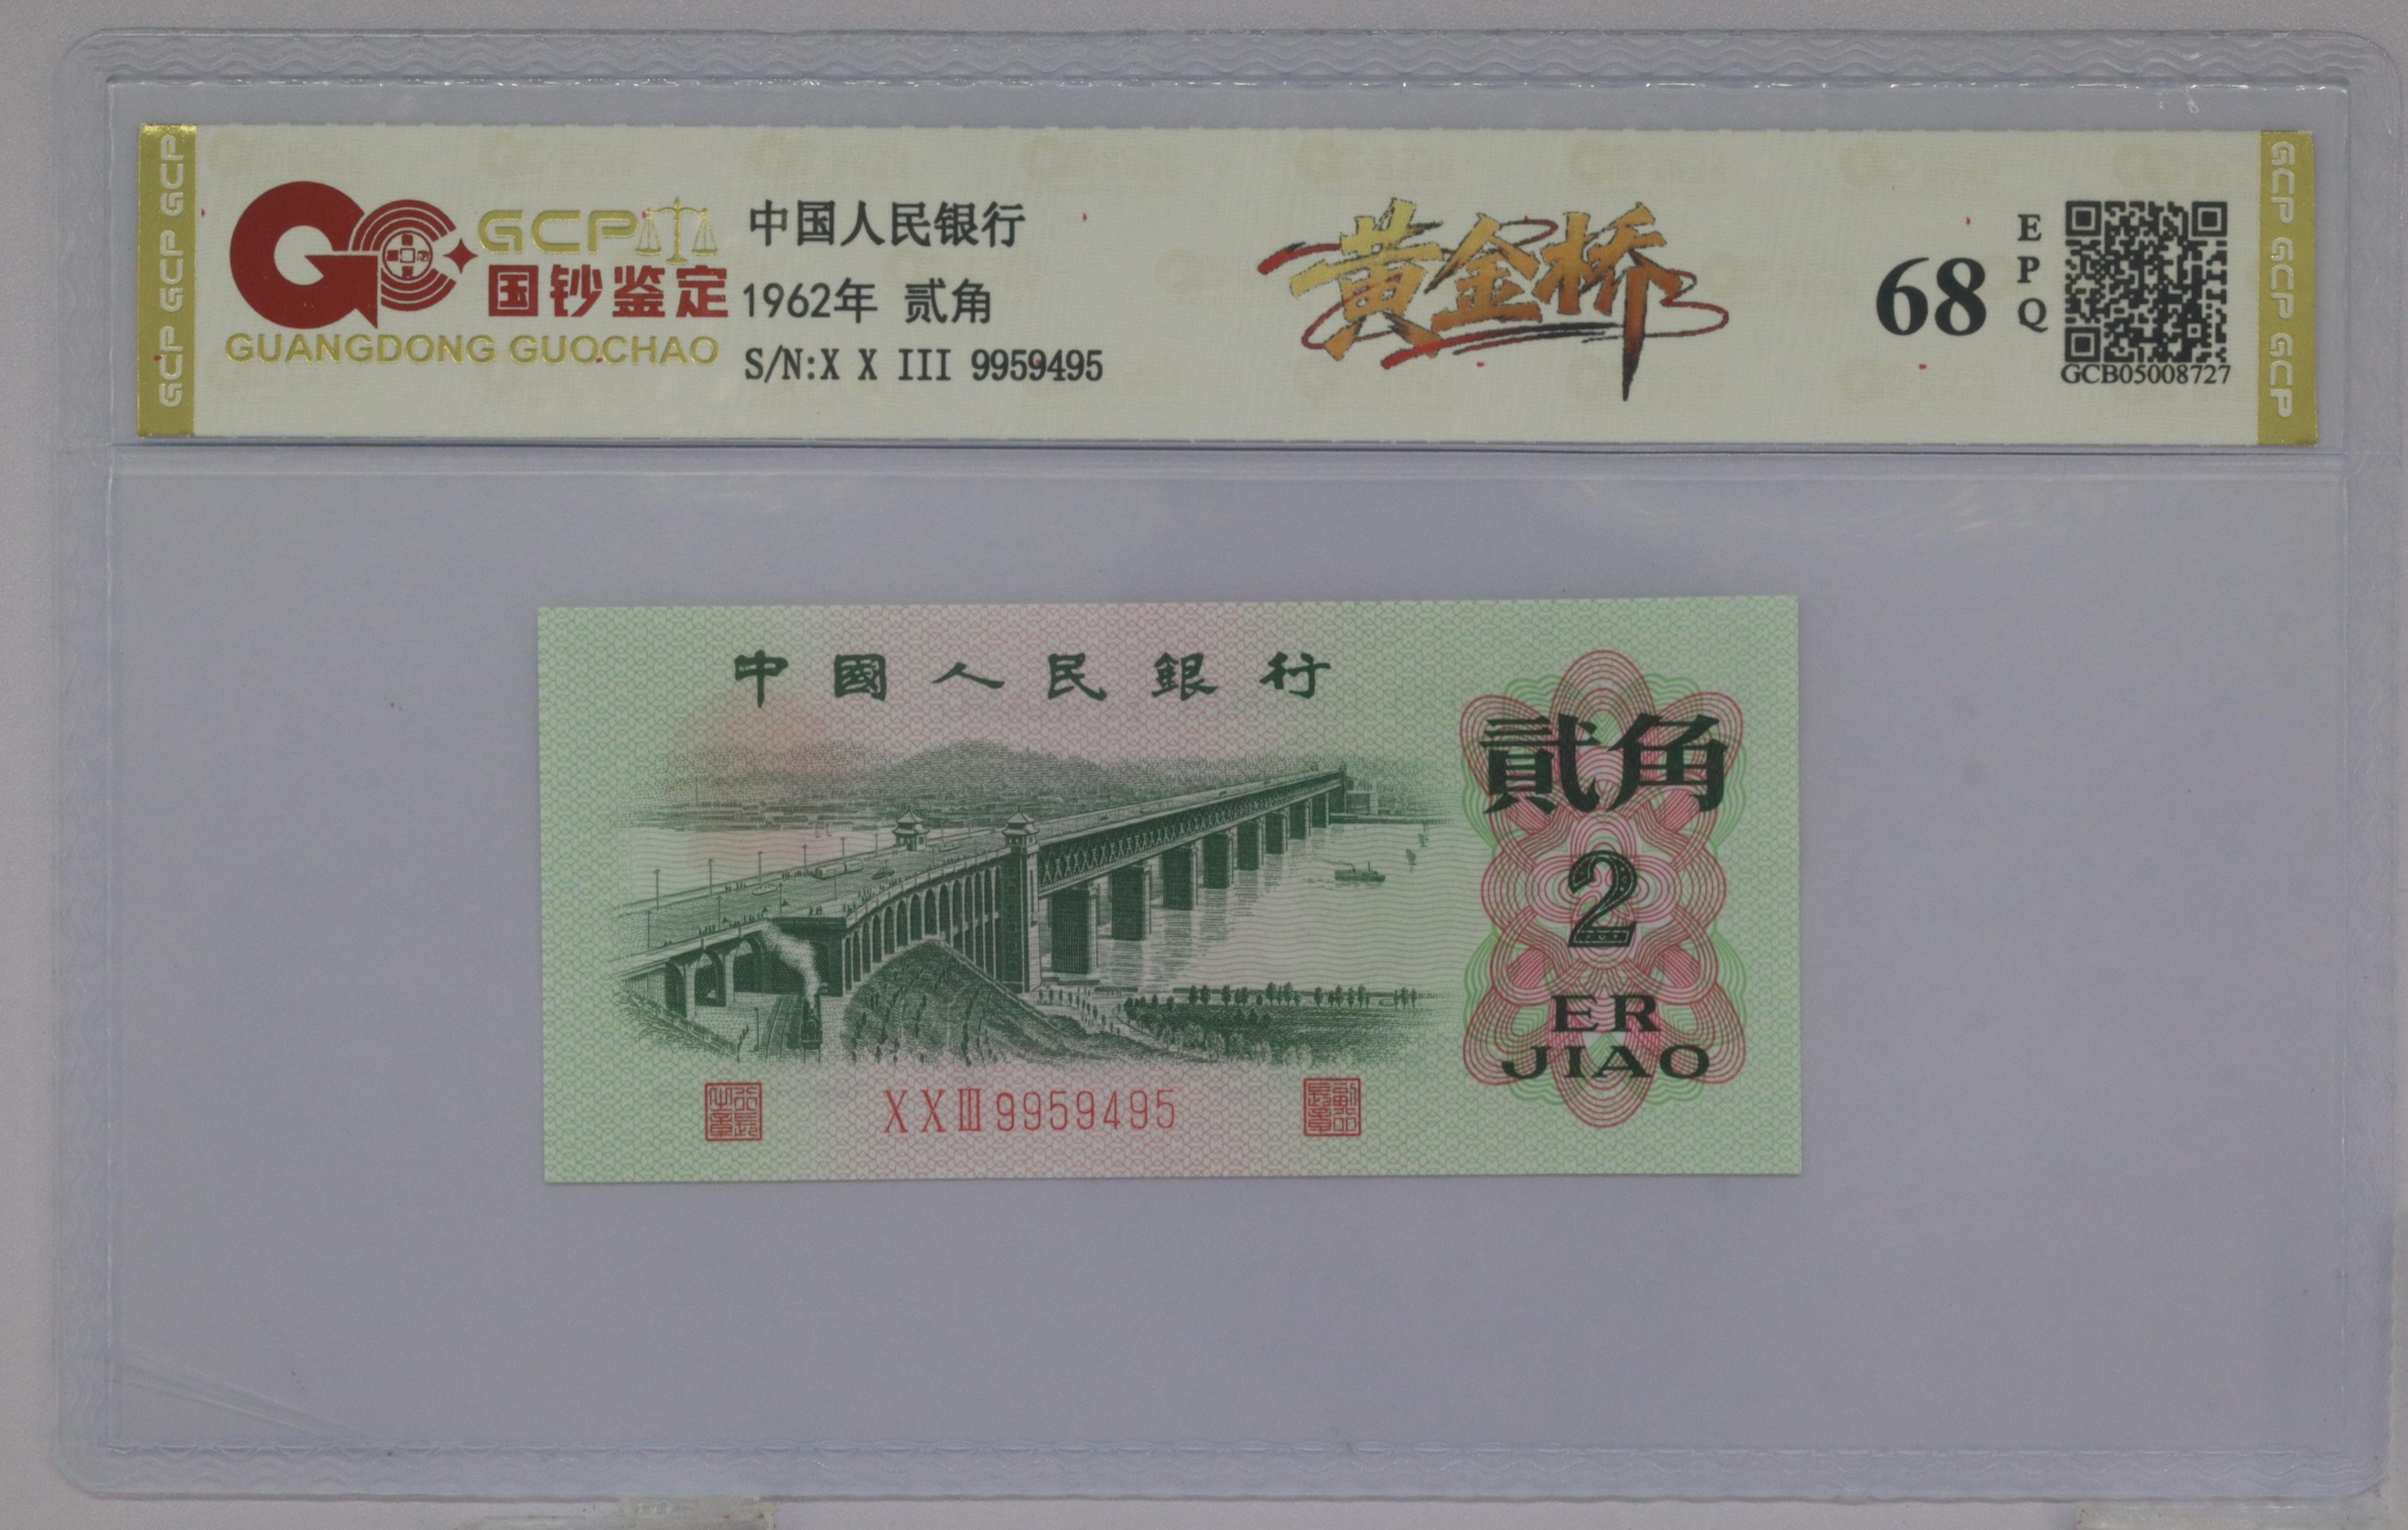 GCP GCP GCP
GCP
国钞鉴定
GUANGDONG GUOCHAO
中国人民银行
1962年 贰角
S/N:X X III 9959495
黄金桥
68
EPQ
GCB05008727
GCP GCP GCP
中國人民銀行
貳角
2
ER
JIAO
XXIII9959495